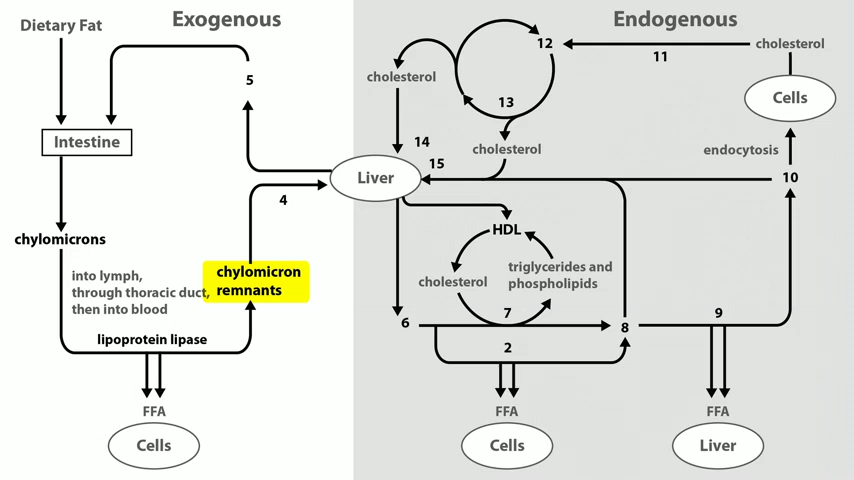 Exogenous
Endogenous
Dietary Fat
12
11
cholesterol
cholesterol
5
Cells
13
14
Intestine
cholesterol
endocytosis
15
Liver
10
4
chylomicrons
HDL
into lymph,
through thoracic duct,
then into blood
chylomicron
remnants
cholesterol
triglycerides and
phospholipids
6
7
8
9
lipoprotein lipase
2
FFA
FFA
FFA
Cells
Cells
Liver